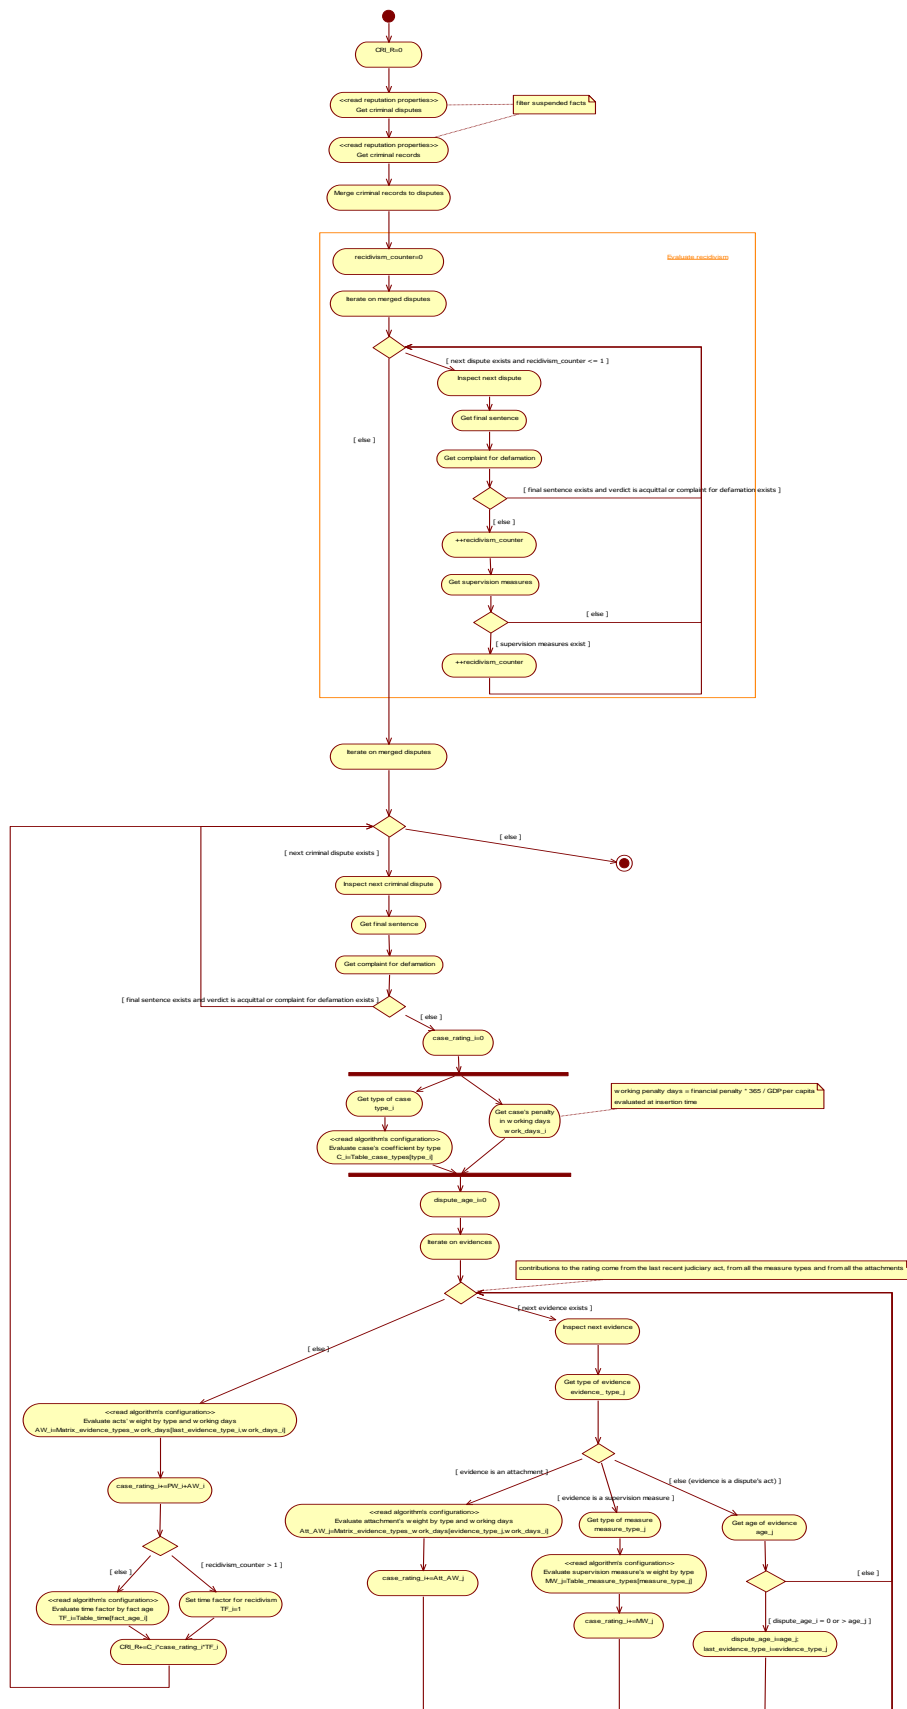 CRI_R=0
<<read reputation properties>>
Get criminal disputes
filter suspended facts
<<read reputation properties>>
Get criminal records
Merge criminal records to disputes
recidivism_counter=0
Evaluate recidivism
Iterate on merged disputes
[ next dispute exists and recidivism_counter <= 1 ]
Inspect next dispute
Get final sentence
[ else ]
Get complaint for defamation
[ final sentence exists and verdict is acquittal or complaint for defamation exists ]
[ else ]
++recidivism_counter
Get supervision measures
[ else ]
[ supervision measures exist ]
++recidivism_counter
Iterate on merged disputes
[ else ]
[ next criminal dispute exists ]
Inspect next criminal dispute
Get final sentence
Get complaint for defamation
[ final sentence exists and verdict is acquittal or complaint for defamation exists ]
[ else ]
case_rating_i=0
Get type of case
type_i
Get case's penalty
in working days
work_days_i
working penalty days = financial penalty * 365 / GDP per capita
evaluated at insertion time
<<read algorithm's configuration>>
Evaluate case's coefficient by type
C_i=Table_case_types[type_i]
dispute_age_i=0
Iterate on evidences
contributions to the rating come from the last recent judiciary act, from all the measure types and from all the attachments
[ next evidence exists ]
Inspect next evidence
[ else ]
Get type of evidence
evidence_ type_j
<<read algorithm's configuration>>
Evaluate acts' weight by type and working days
AW_i=Matrix_evidence_types_work_days[last_evidence_type_i,work_days_i]
[ evidence is an attachment ]
[ else (evidence is a dispute's act) ]
[ evidence is a supervision measure ]
case_rating_i+=PW_i+AW_i
<<read algorithm's configuration>>
Evaluate attachment's weight by type and working days
Att_AW_j=Matrix_evidence_types_work_days[evidence_type_j,work_days_i]
Get type of measure
measure_type_j
Get age of evidence
age_j
<<read algorithm's configuration>>
Evaluate supervision measure's weight by type
MW_j=Table_measure_types[measure_type_j]
[ else ]
[ recidivism_counter > 1 ]
[ else ]
case_rating_i+=Att_AW_j
<<read algorithm's configuration>>
Evaluate time factor by fact age
TF_i=Table_time[fact_age_i]
Set time factor for recidivism
TF_i=1
case_rating_i+=MW_j
[ dispute_age_i = 0 or > age_j ]
dispute_age_i=age_j;
last_evidence_type_i=evidence_type_j
CRI_R+=C_i*case_rating_i*TF_i